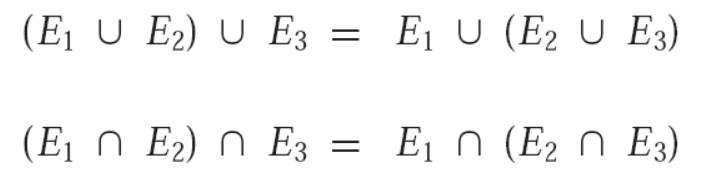 (E₁ ∪ E₂) ∪ E₃ = E₁ ∪ (E₂ ∪ E₃)
(E₁ ∩ E₂) ∩ E₃ = E₁ ∩ (E₂ ∩ E₃)